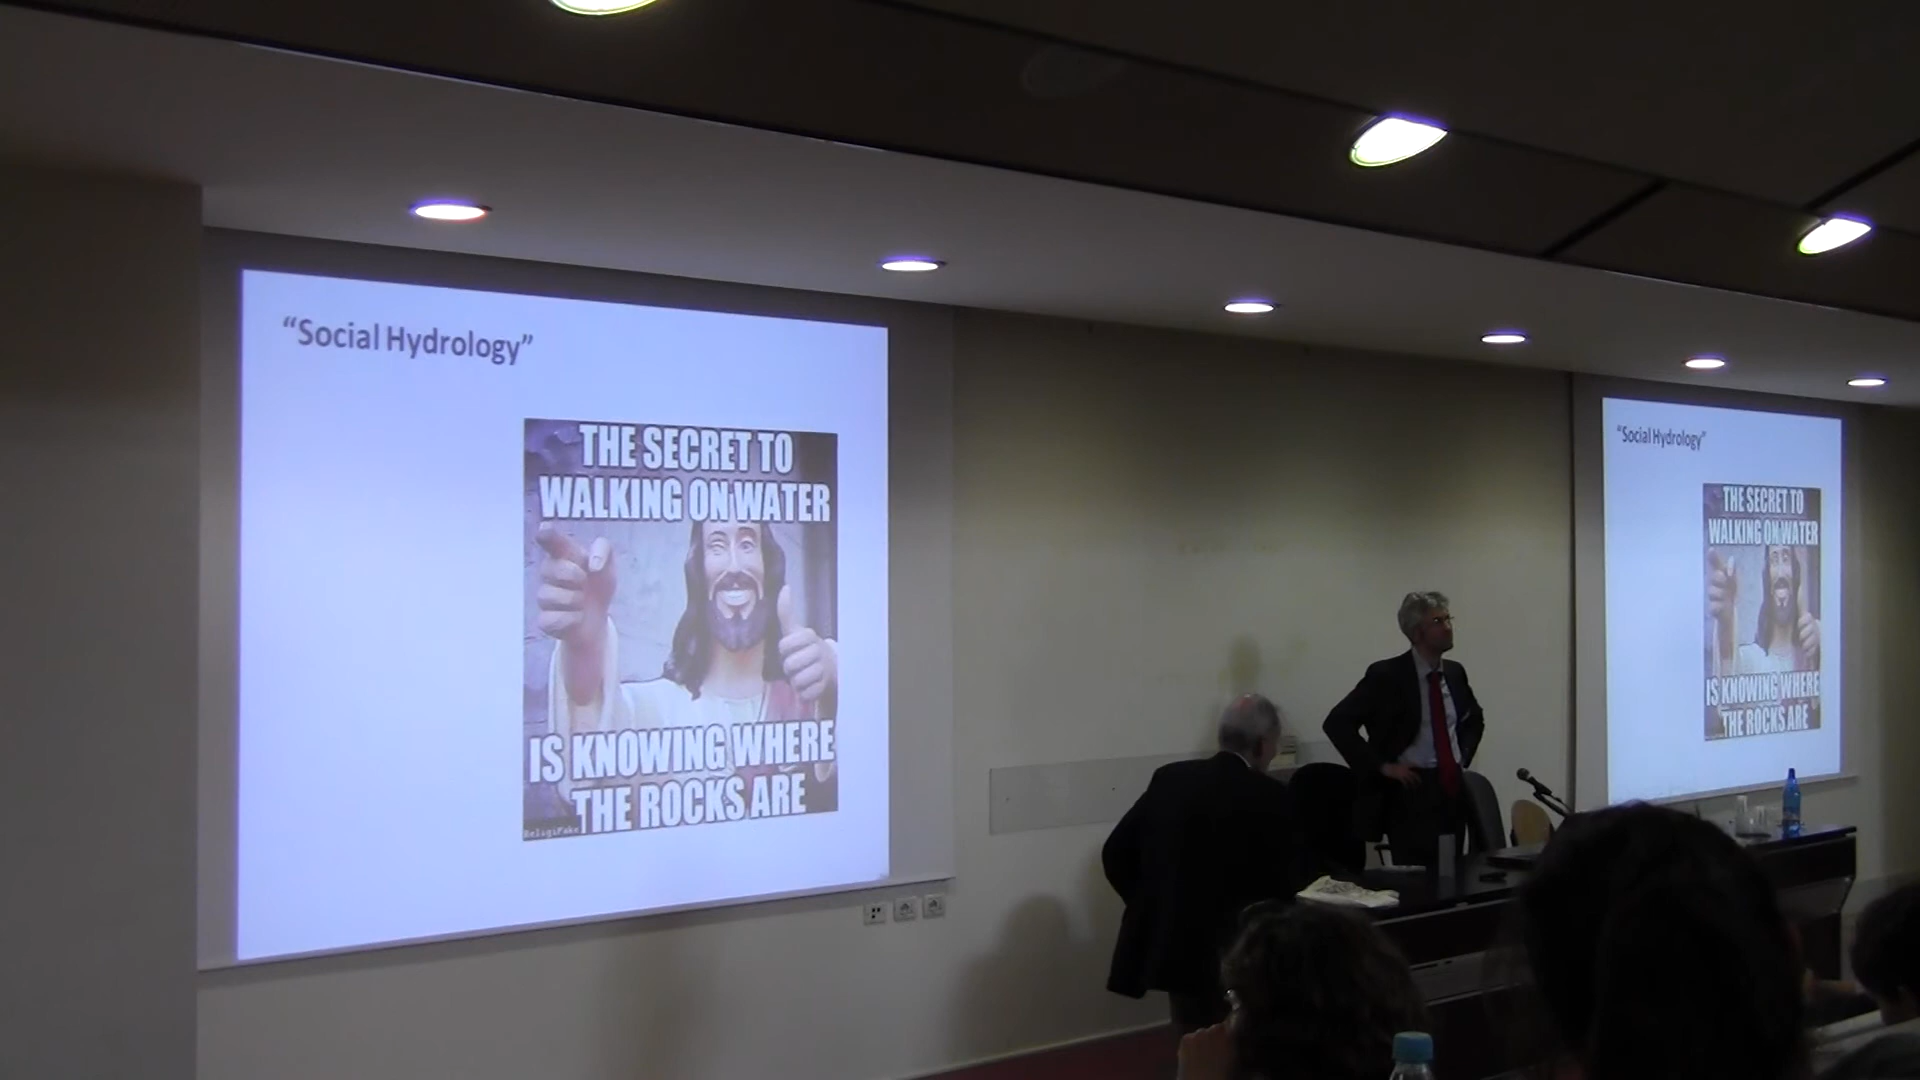 “Social Hydrology”
THE SECRET TO
WALKING ON WATER
IS KNOWING WHERE
THE ROCKS ARE
“Social Hydrology”
THE SECRET TO
WALKING ON WATER
IS KNOWING WHERE
THE ROCKS ARE